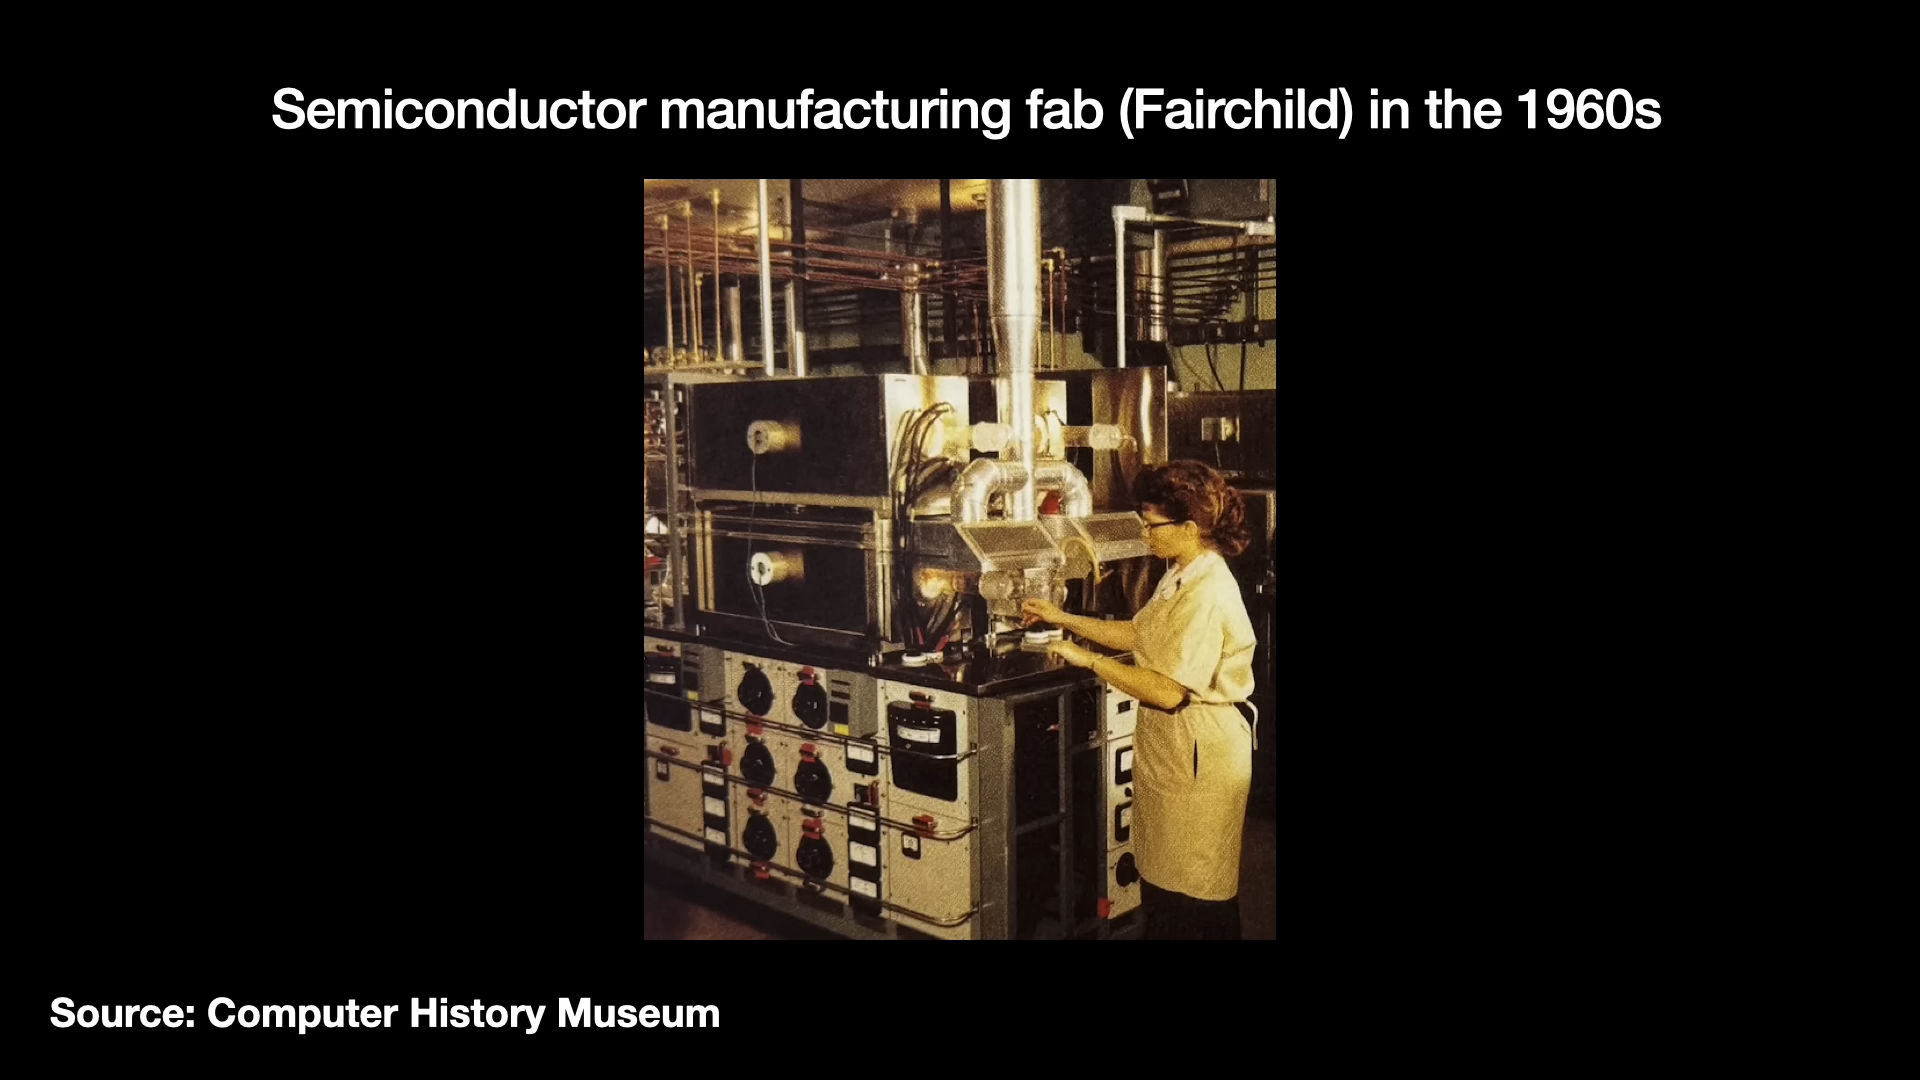 Semiconductor manufacturing fab (Fairchild) in the 1960s
Source: Computer History Museum